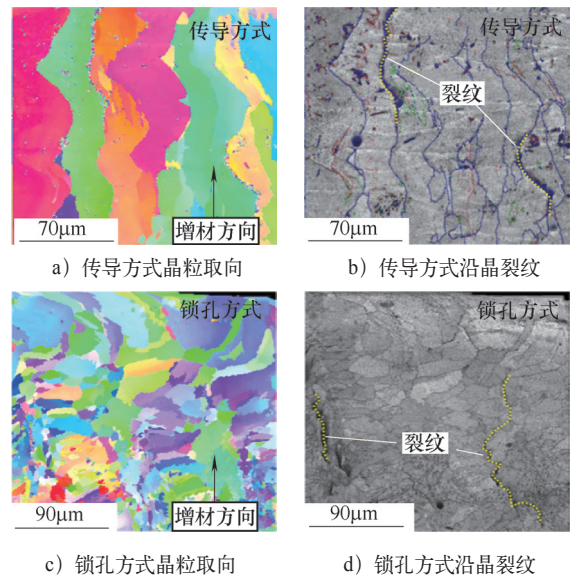 传导方式
增材方向
70μm
a）传导方式晶粒取向
传导方式
裂纹
70μm
b）传导方式沿晶裂纹
锁孔方式
增材方向
90μm
c）锁孔方式晶粒取向
锁孔方式
裂纹
90μm
d）锁孔方式沿晶裂纹